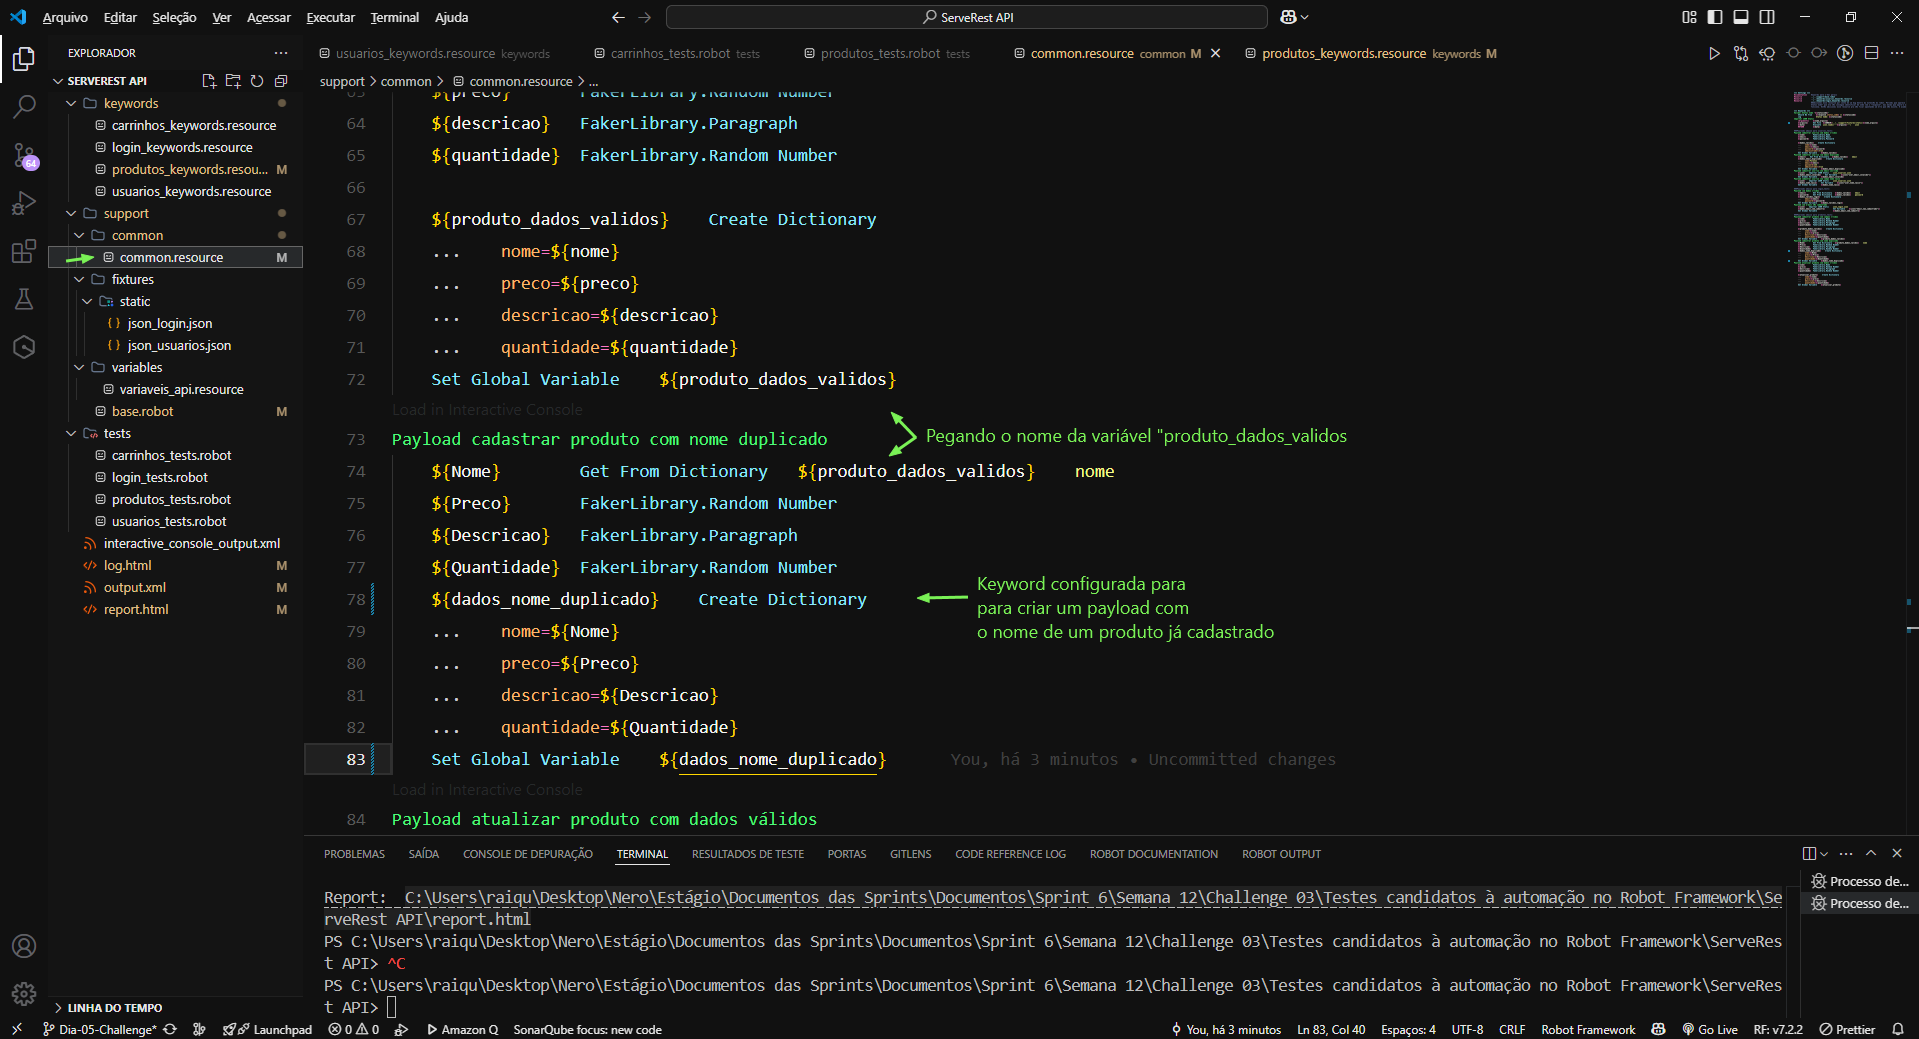 Arquivo Editar Seleção Ver Acessar Executar Terminal Ajuda
ServeRest API
EXPLORADOR
SERVEREST API
keywords
carrinhos_keywords.resource
login_keywords.resource
produtos_keywords.resou... M
usuarios_keywords.resource
support
common
common.resource M
fixtures
static
json_login.json
json_usuarios.json
variables
variaveis_api.resource
base.robot M
tests
carrinhos_tests.robot
login_tests.robot
produtos_tests.robot
usuarios_tests.robot
interactive_console_output.xml
log.html M
output.xml M
report.html M
LINHA DO TEMPO
64
usuarios_keywords.resource keywords carrinhos_tests.robot tests produtos_tests.robot tests common.resource common M produtos_keywords.resource keywords M
support > common > common.resource > ...
63 ${preco} FakerLibrary.Random Number
64 ${descricao} FakerLibrary.Paragraph
65 ${quantidade} FakerLibrary.Random Number
66
67 ${produto_dados_validos} Create Dictionary
68 ... nome=${nome}
69 ... preco=${preco}
70 ... descricao=${descricao}
71 ... quantidade=${quantidade}
72 Set Global Variable ${produto_dados_validos}
Load in Interactive Console
Pegando o nome da variável "produto_dados_validos
73 Payload cadastrar produto com nome duplicado
74 ${Nome} Get From Dictionary ${produto_dados_validos} nome
75 ${Preco} FakerLibrary.Random Number
76 ${Descricao} FakerLibrary.Paragraph
77 ${Quantidade} FakerLibrary.Random Number
78 ${dados_nome_duplicado} Create Dictionary
Keyword configurada para
para criar um payload com
o nome de um produto já cadastrado
79 ... nome=${Nome}
80 ... preco=${Preco}
81 ... descricao=${Descricao}
82 ... quantidade=${Quantidade}
83 Set Global Variable ${dados_nome_duplicado} You, há 3 minutos • Uncommitted changes
Load in Interactive Console
84 Payload atualizar produto com dados válidos
PROBLEMAS SAÍDA CONSOLE DE DEPURAÇÃO TERMINAL RESULTADOS DE TESTE PORTAS GITLENS CODE REFERENCE LOG ROBOT DOCUMENTATION ROBOT OUTPUT
Report: C:\Users\raiqu\Desktop\Nero\Estágio\Documentos das Sprints\Documentos\Sprint 6\Semana 12\Challenge 03\Testes candidatos à automação no Robot Framework\Se
rveRest API\report.html
PS C:\Users\raiqu\Desktop\Nero\Estágio\Documentos das Sprints\Documentos\Sprint 6\Semana 12\Challenge 03\Testes candidatos à automação no Robot Framework\ServeRes
t API> ^C
PS C:\Users\raiqu\Desktop\Nero\Estágio\Documentos das Sprints\Documentos\Sprint 6\Semana 12\Challenge 03\Testes candidatos à automação no Robot Framework\ServeRes
t API>
Processo de...
Processo de...
Dia-05-Challenge* Launchpad 0 0 Amazon Q SonarQube focus: new code You, há 3 minutos Ln 83, Col 40 Espaços: 4 UTF-8 CRLF Robot Framework Go Live RF: v7.2.2 Prettier